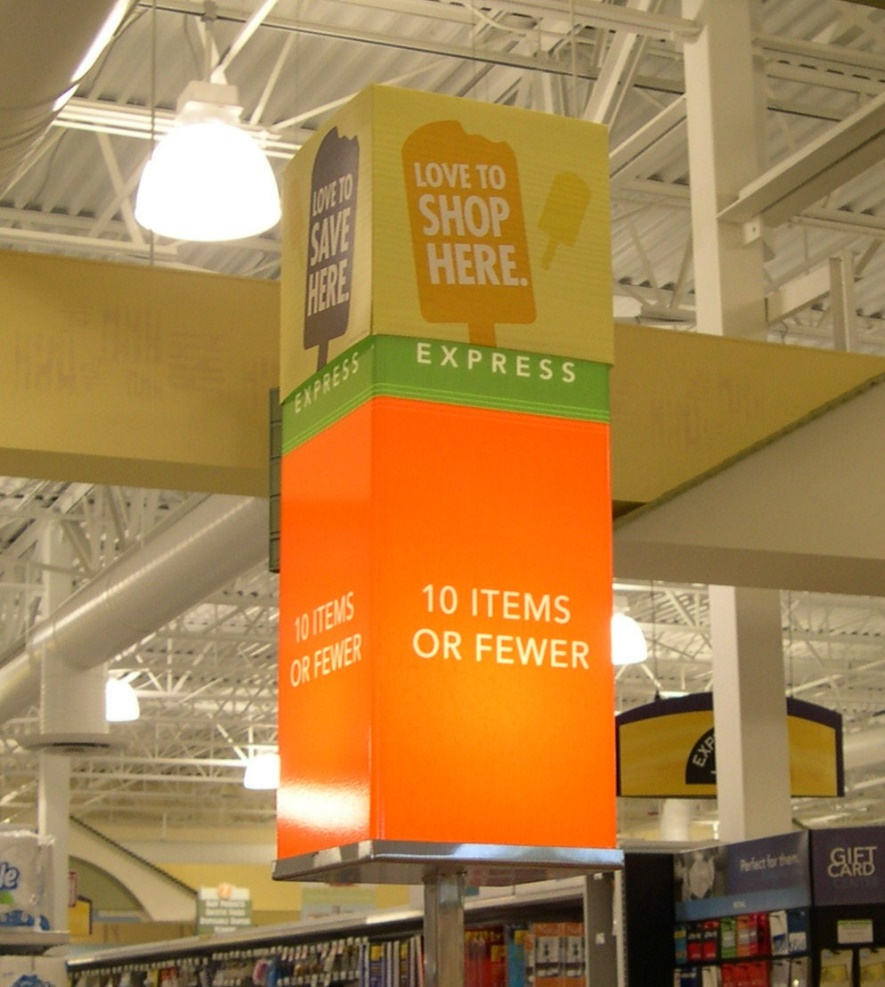 LOVE TO
SAVE
HERE.
LOVE TO
SHOP
HERE.
EXPRESS
EXPRESS
10 ITEMS
OR FEWER
10 ITEMS
OR FEWER
Perfect for them.
GIFT
CARD